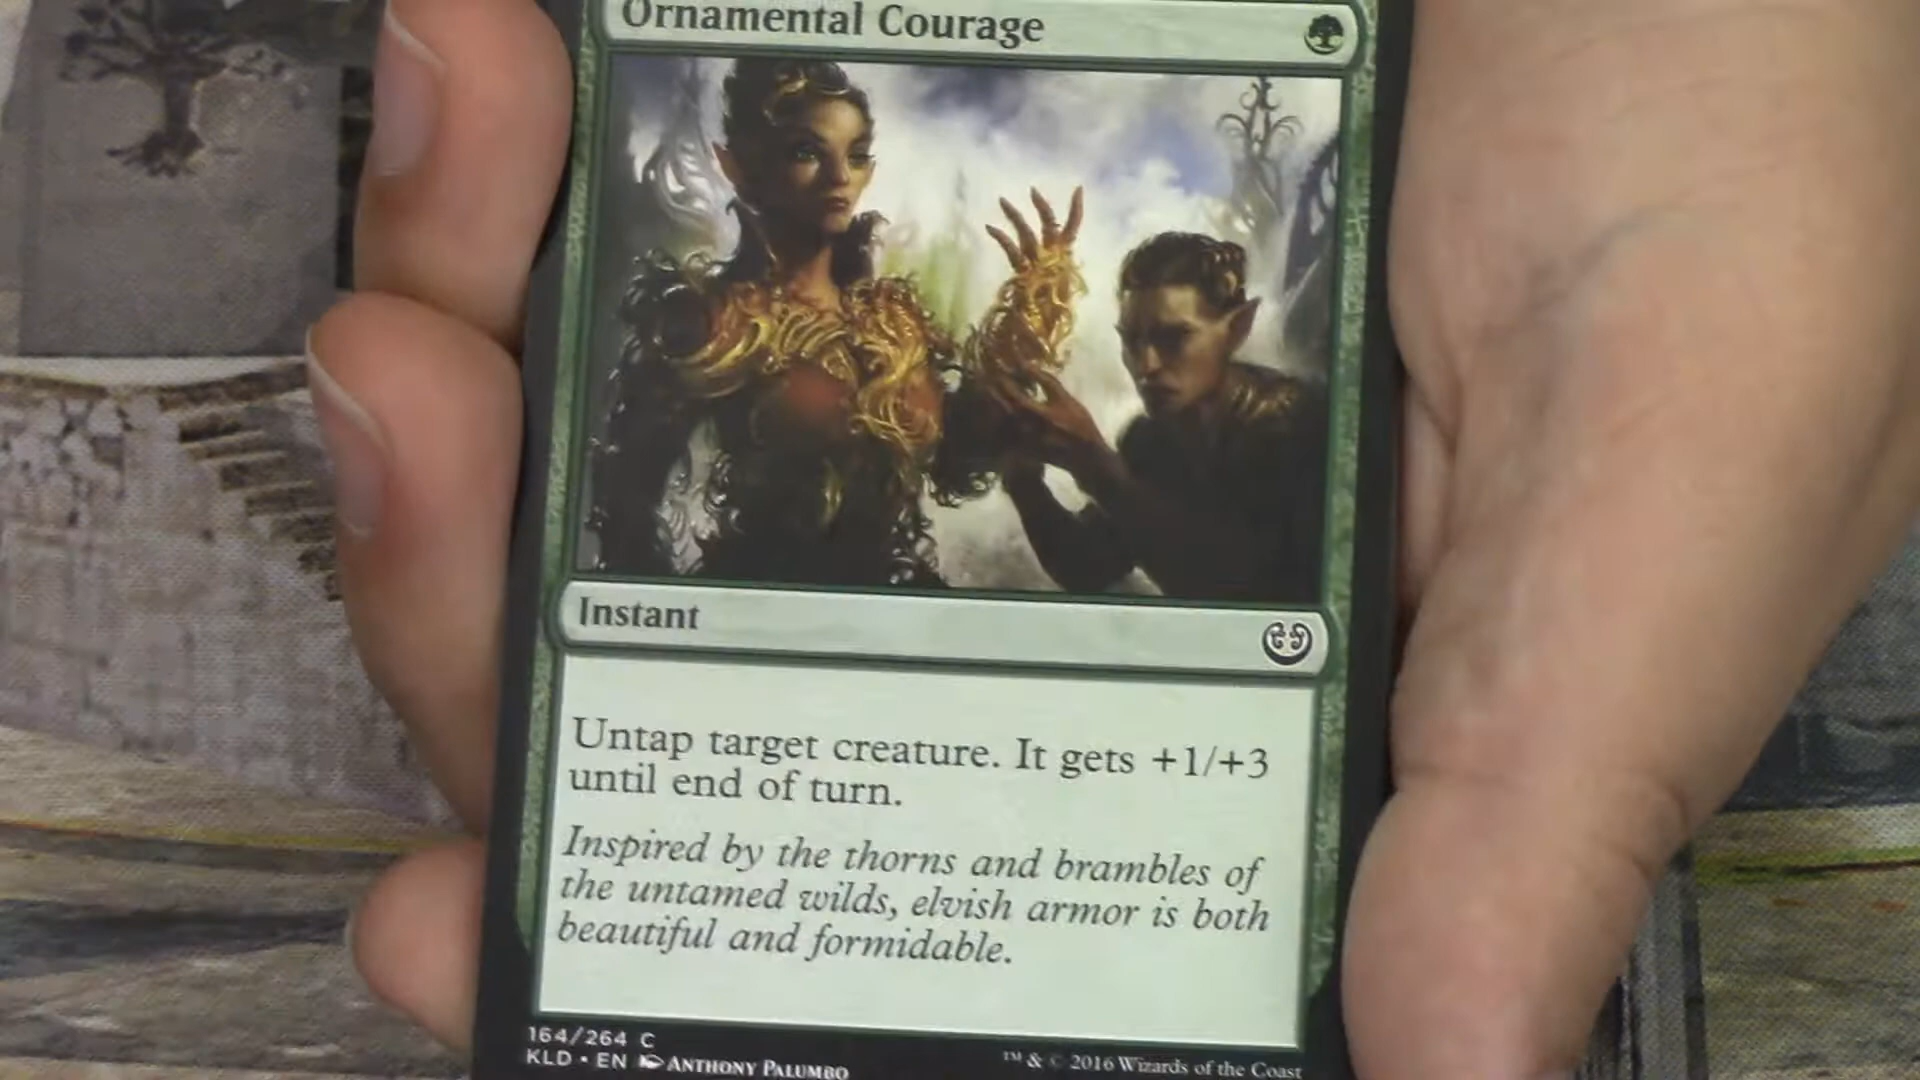 Ornamental Courage
Instant
Untap target creature. It gets +1/+3
until end of turn.
Inspired by the thorns and brambles of
the untamed wilds, elvish armor is both
beautiful and formidable.
164/264 C
KLD • EN ANTHONY PALUMBO
™ & © 2016 Wizards of the Coast